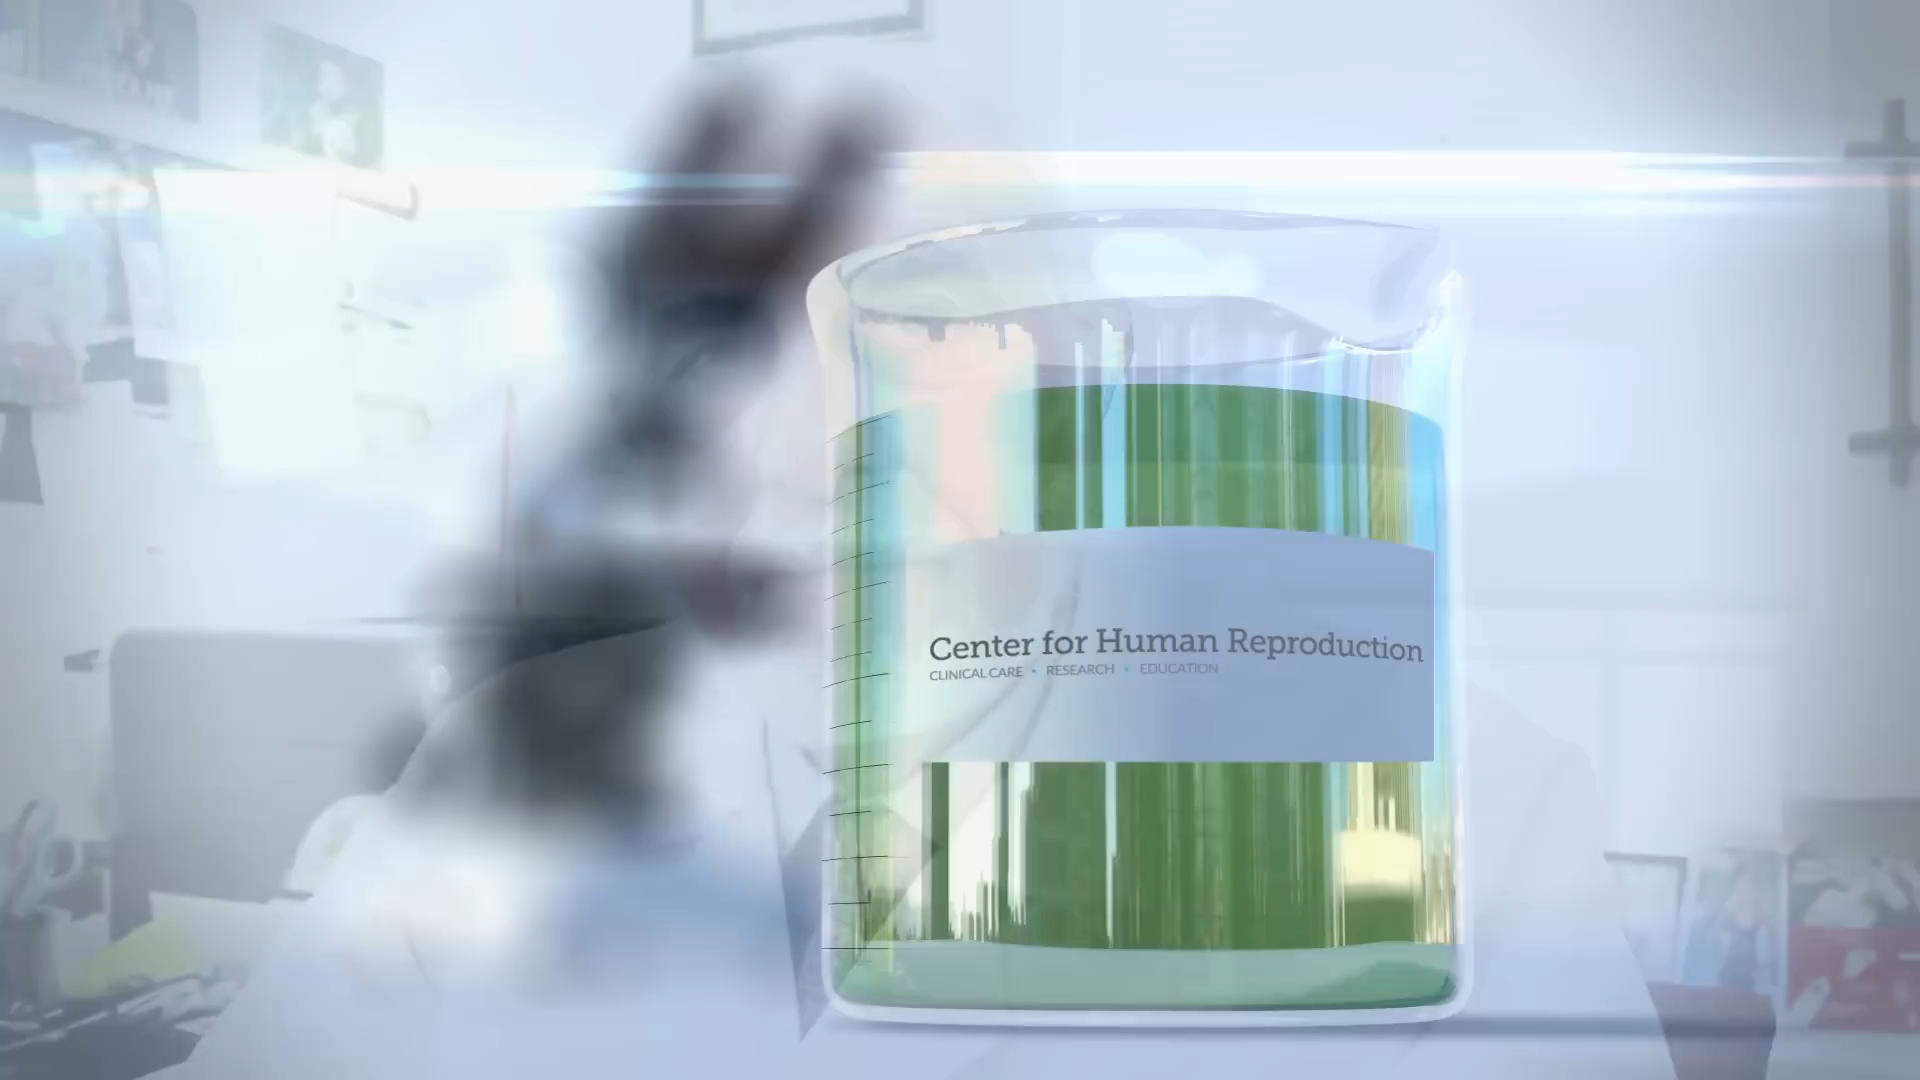 Center for Human Reproduction
CLINICAL CARE • RESEARCH • EDUCATION